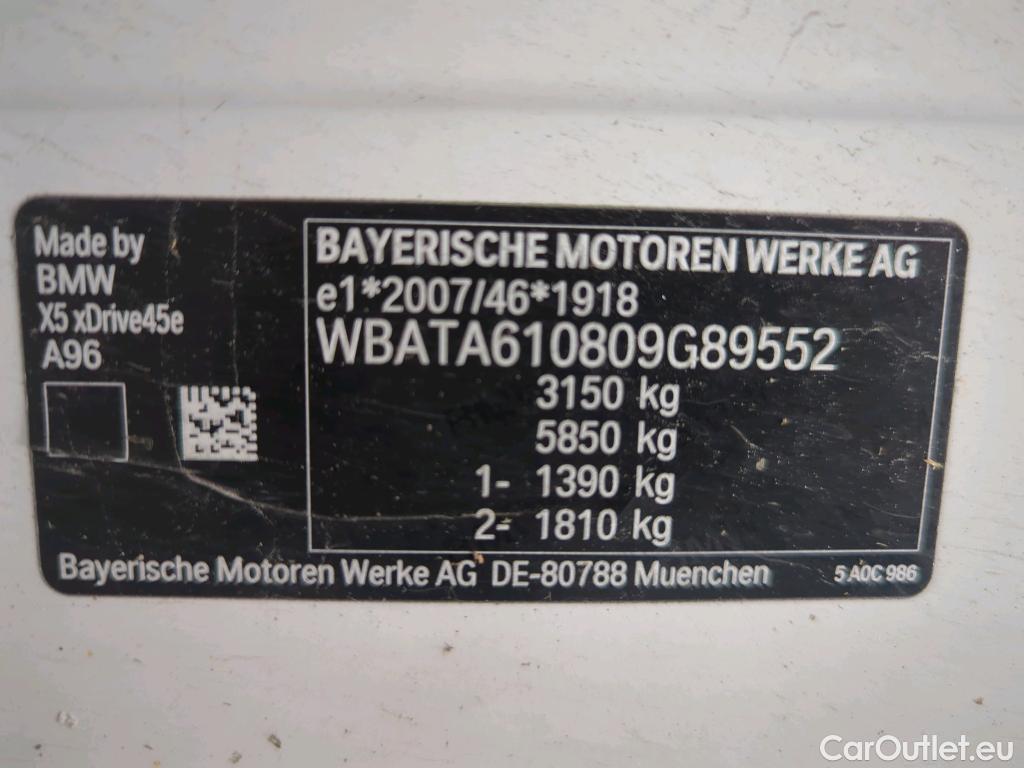 Made by
BMW
X5 xDrive45e
A96
BAYERISCHE MOTOREN WERKE AG
e1*2007/46*1918
WBATA610809G89552
3150 kg
5850 kg
1- 1390 kg
2- 1810 kg
Bayerische Motoren Werke AG DE-80788 Muenchen
5 A0C 986
CarOutlet.eu